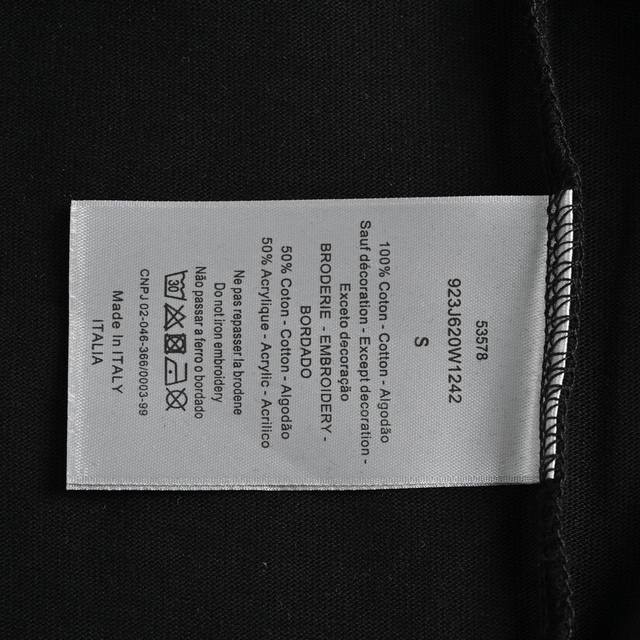 53578
923J620W1242
S
100% Coton - Cotton - Algodão
Sauf décoration - Except decoration -
Exceto decoração
BRODERIE - EMBROIDERY -
BORDADO
50% Coton - Cotton - Algodão
50% Acrylique - Acrylic - Acrílico
Ne pas repasser la broderie
Do not iron embroidery
Não passar a ferro o bordado
30
CNPJ 02-046-366/0003-99
Made In ITALY
ITALIA